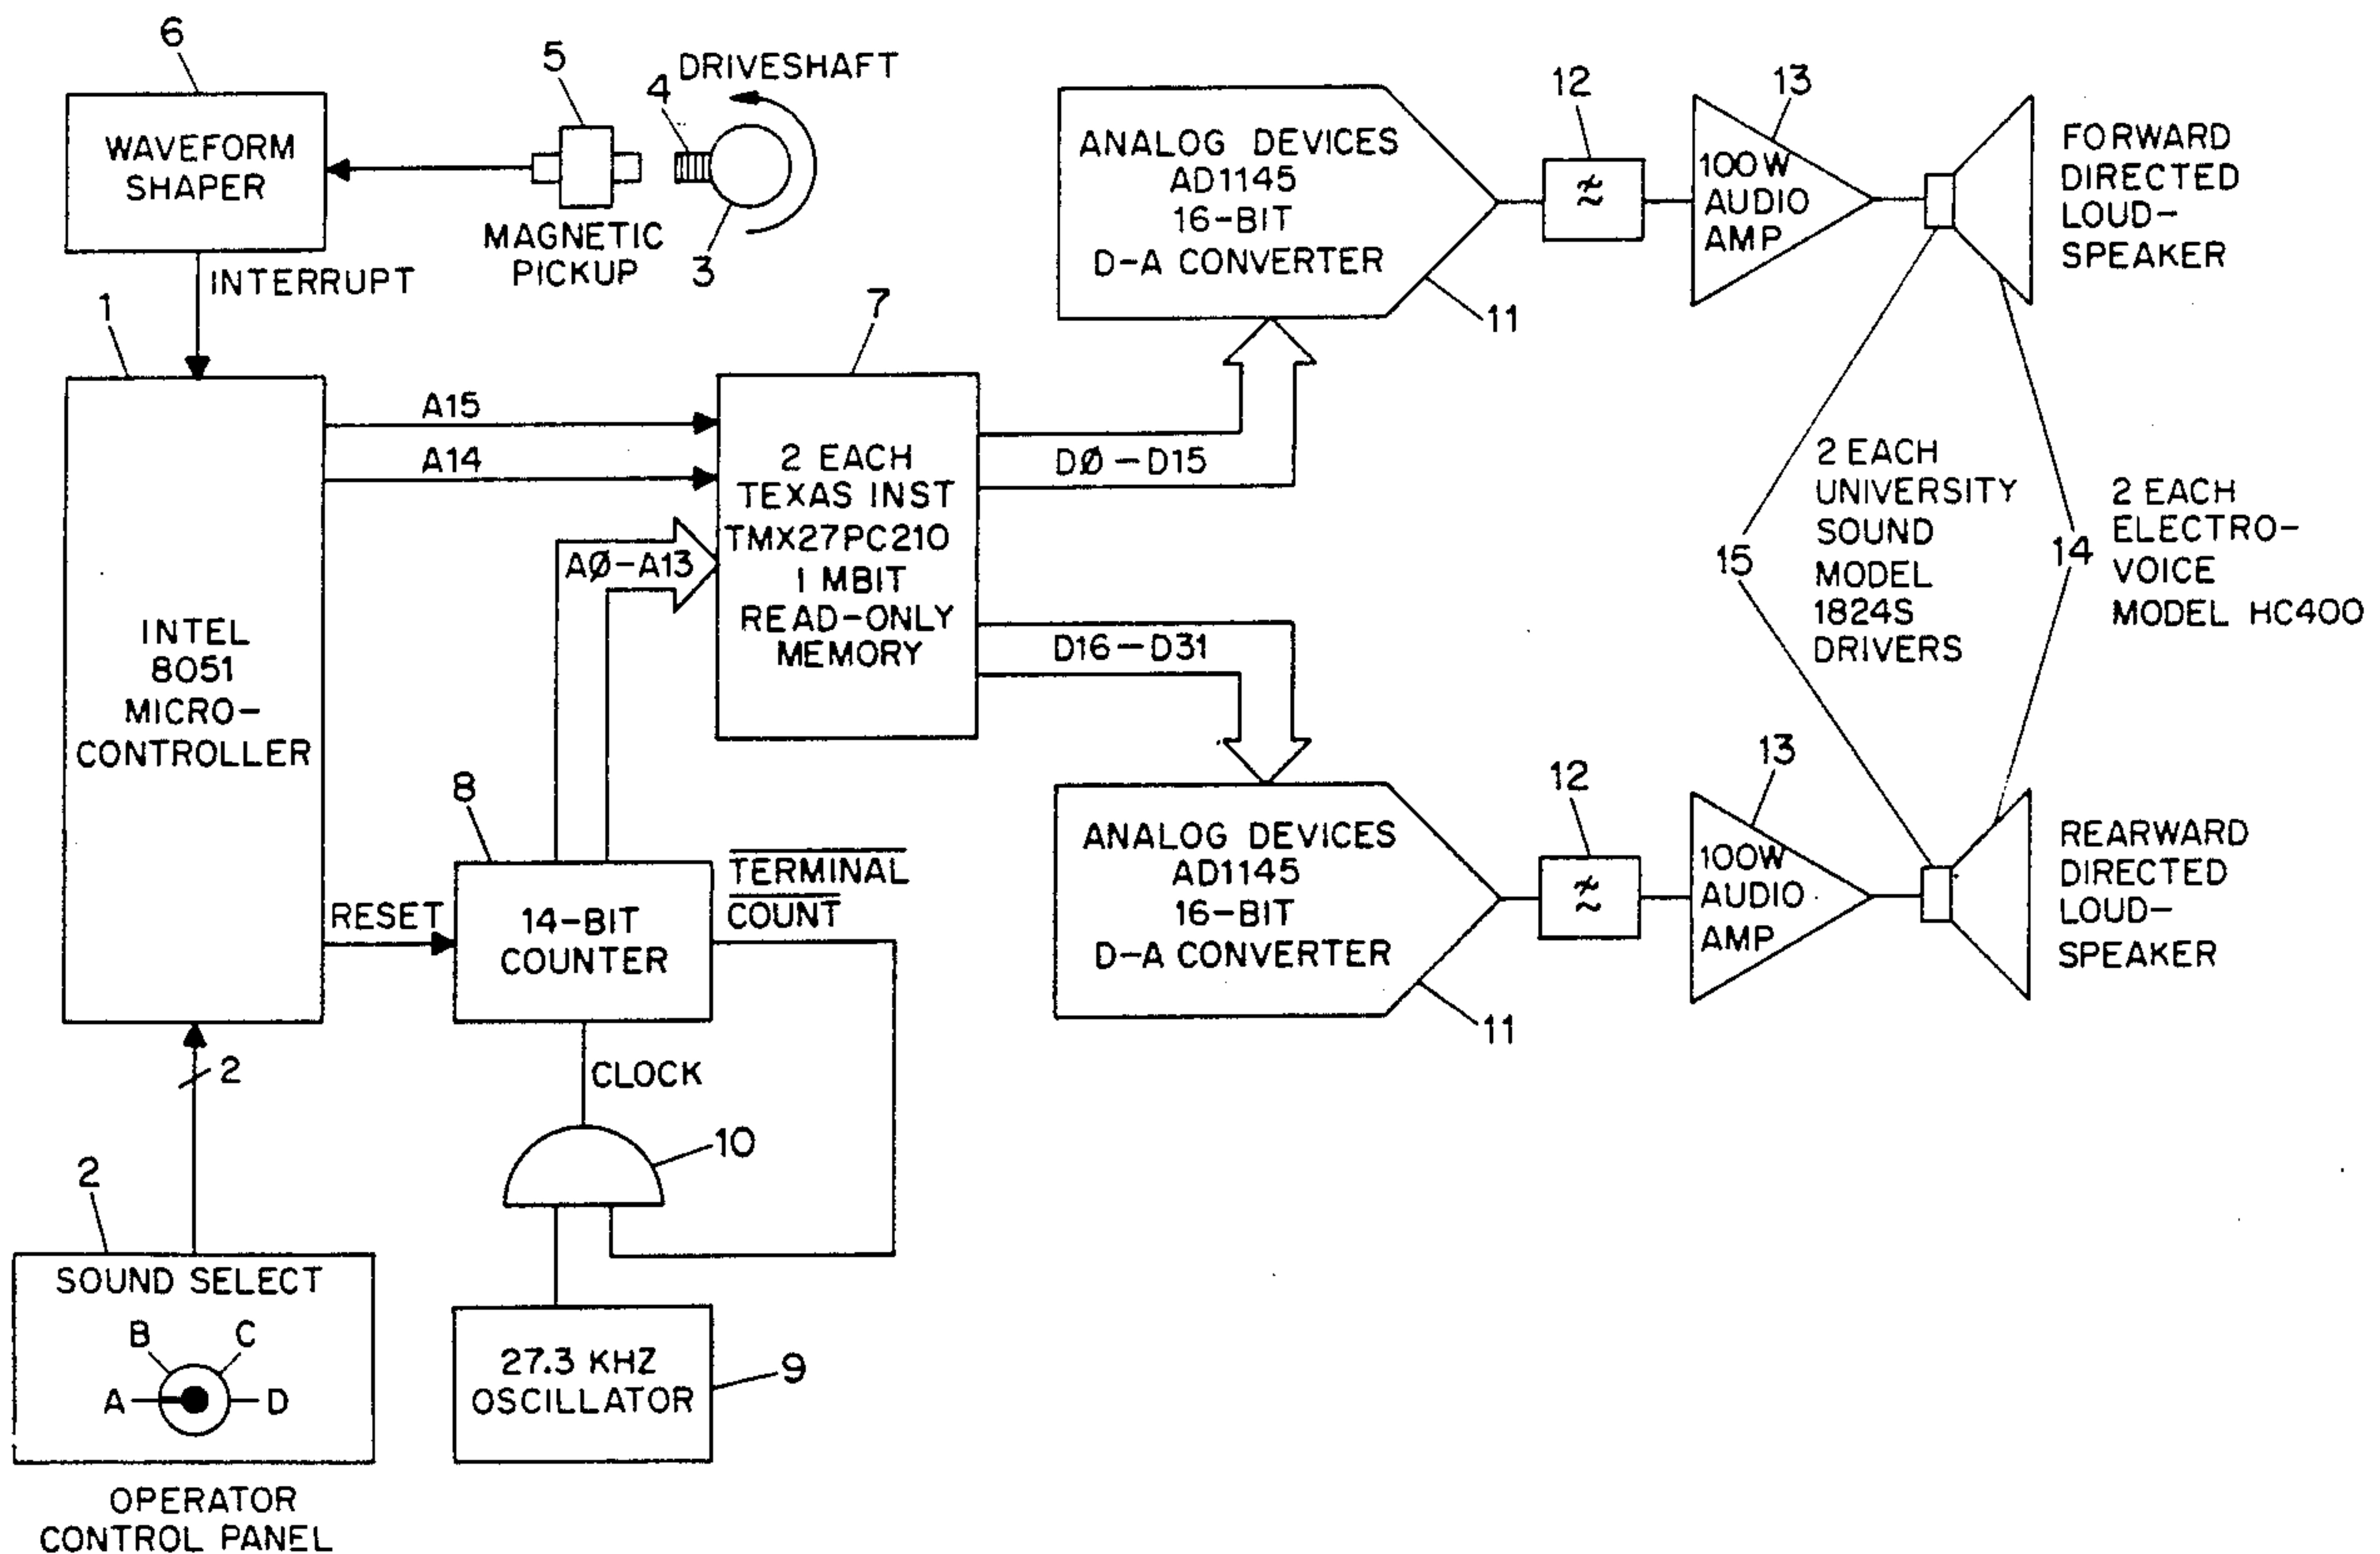 6
WAVEFORM
SHAPER
5
MAGNETIC
PICKUP
4
DRIVESHAFT
3
INTERRUPT
1
INTEL
8051
MICRO-
CONTROLLER
A15
A14
AØ-A13
7
2 EACH
TEXAS INST
TMX27PC210
1 MBIT
READ-ONLY
MEMORY
DØ-D15
D16-D31
ANALOG DEVICES
AD1145
16-BIT
D-A CONVERTER
11
12
≉
13
100W
AUDIO
AMP
FORWARD
DIRECTED
LOUD-
SPEAKER
15
2 EACH
UNIVERSITY
SOUND
MODEL
1824S
DRIVERS
14
2 EACH
ELECTRO-
VOICE
MODEL HC400
ANALOG DEVICES
AD1145
16-BIT
D-A CONVERTER
11
12
≉
13
100W
AUDIO
AMP
REARWARD
DIRECTED
LOUD-
SPEAKER
RESET
8
14-BIT
COUNTER
TERMINAL
COUNT
CLOCK
10
27.3 KHZ
OSCILLATOR
9
2
2
SOUND SELECT
B
C
A
D
OPERATOR
CONTROL PANEL